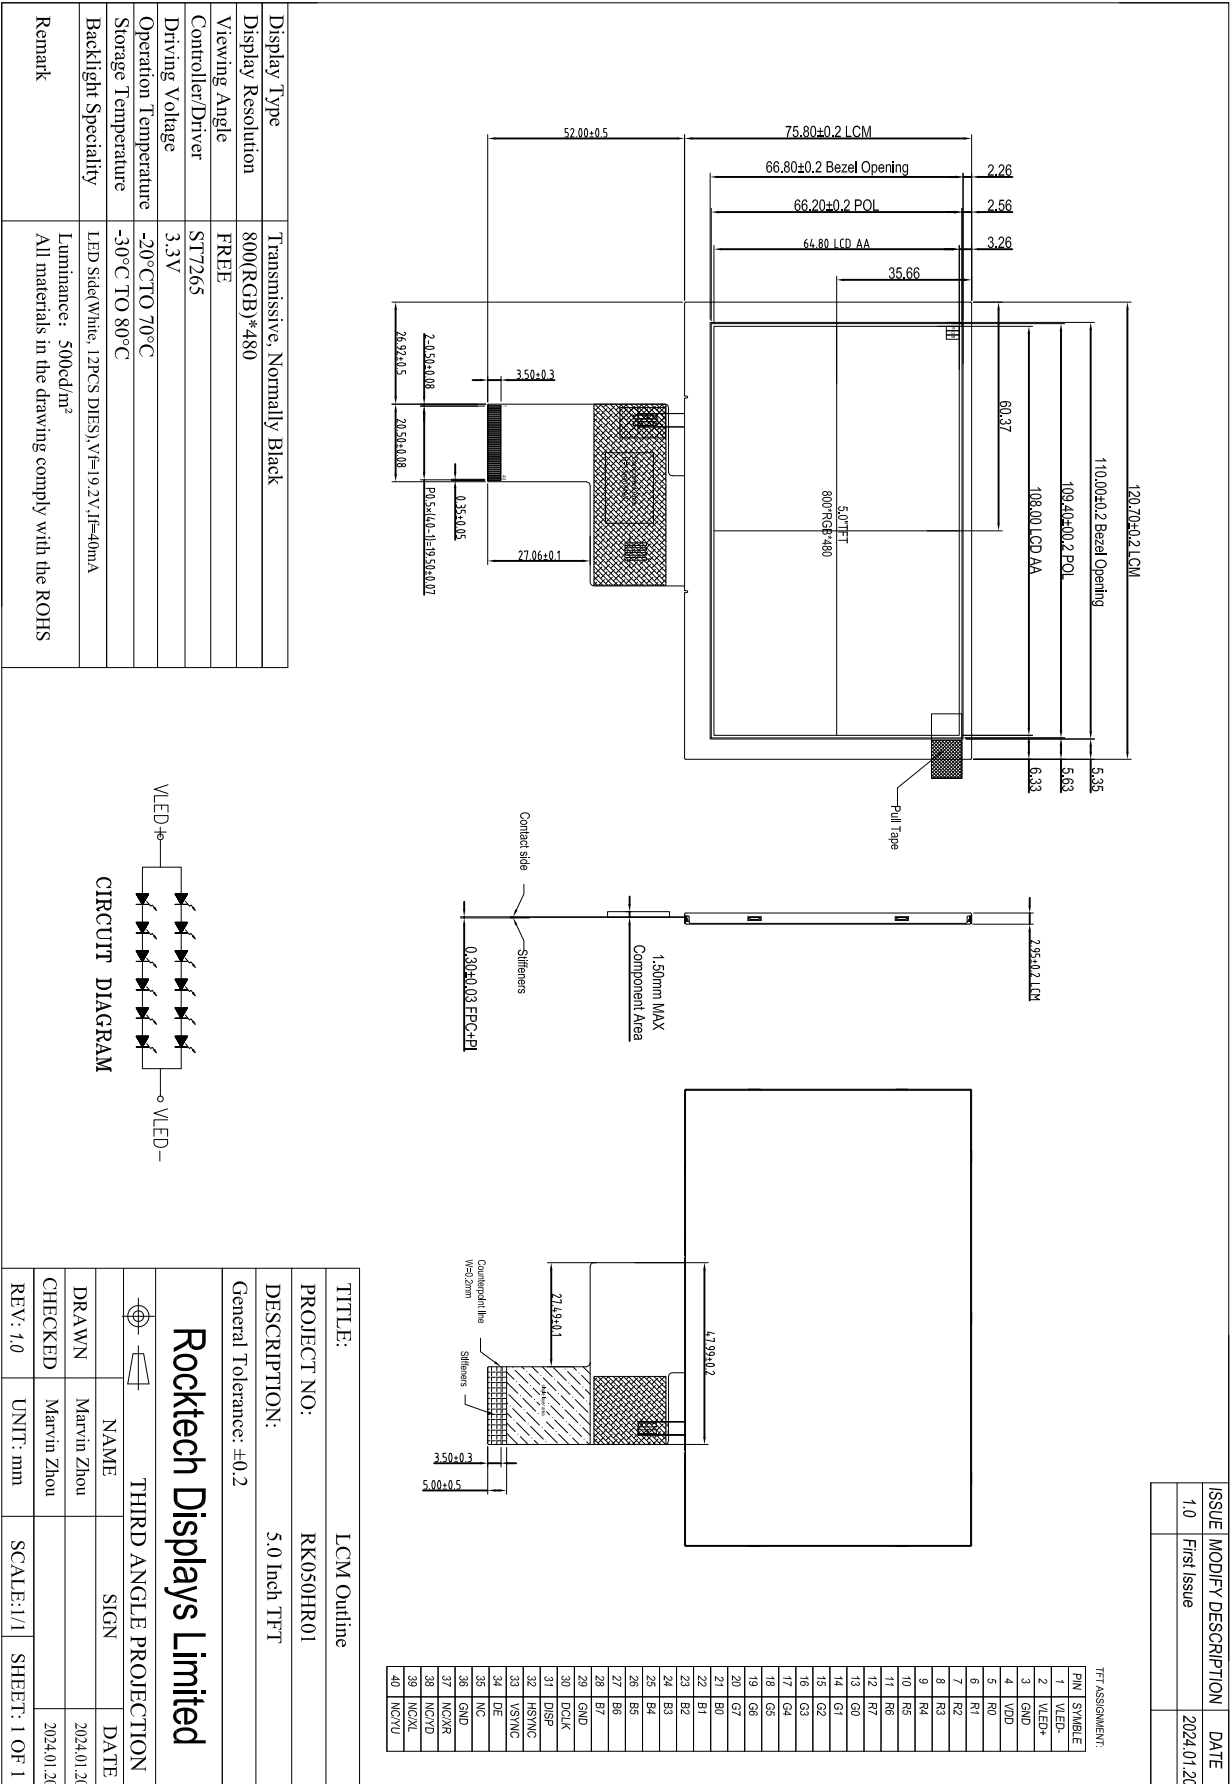 ISSUE MODIFY DESCRIPTION DATE
1.0 First Issue 2024.01.20
120.70±0.2 LCM
110.00±0.2 Bezel Opening
5.35
109.40±00.2 POL
5.63
108.00 LCD AA
6.33
60.37
75.80±0.2 LCM
66.80±0.2 Bezel Opening
2.26
66.20±0.2 POL
2.56
64.80 LCD AA
3.26
35.66
52.00±0.5
5.0"TFT
800*RGB*480
Pull Tape
3.50±0.3
27.06±0.1
0.35±0.05
2-0.50±0.08
P0.5×(40-1)=19.50±0.07
26.92±0.5
20.50±0.08
2.95±0.2 LCM
1.50mm MAX
Component Area
Contact side
Stiffeners
0.30±0.03 FPC+PI
47.99±0.2
27.49±0.1
Counterpoint line
W=0.2mm
Stiffeners
3.50±0.3
5.00±0.5
TFT ASSIGNMENT:
PIN SYMBLE
1 VLED-
2 VLED+
3 GND
4 VDD
5 R0
6 R1
7 R2
8 R3
9 R4
10 R5
11 R6
12 R7
13 G0
14 G1
15 G2
16 G3
17 G4
18 G5
19 G6
20 G7
21 B0
22 B1
23 B2
24 B3
25 B4
26 B5
27 B6
28 B7
29 GND
30 DCLK
31 DISP
32 HSYNC
33 VSYNC
34 DE
35 NC
36 GND
37 NC/XR
38 NC/YD
39 NC/XL
40 NC/YU
Display Type Transmissive, Normally Black
Display Resolution 800(RGB)*480
Viewing Angle FREE
Controller/Driver ST7265
Driving Voltage 3.3V
Operation Temperature -20°CTO 70°C
Storage Temperature -30°C TO 80°C
Backlight Speciality LED Side(White, 12PCS DIES),Vf=19.2V,If=40mA
Remark Luminance: 500cd/m²
All materials in the drawing comply with the ROHS
VLED+
VLED-
CIRCUIT DIAGRAM
TITLE: LCM Outline
PROJECT NO: RK050HR01
DESCRIPTION: 5.0 Inch TFT
General Tolerance: ±0.2
Rocktech Displays Limited
THIRD ANGLE PROJECTION
NAME SIGN DATE
DRAWN Marvin Zhou 2024.01.20
CHECKED Marvin Zhou 2024.01.20
REV: 1.0 UNIT: mm SCALE:1/1 SHEET: 1 OF 1